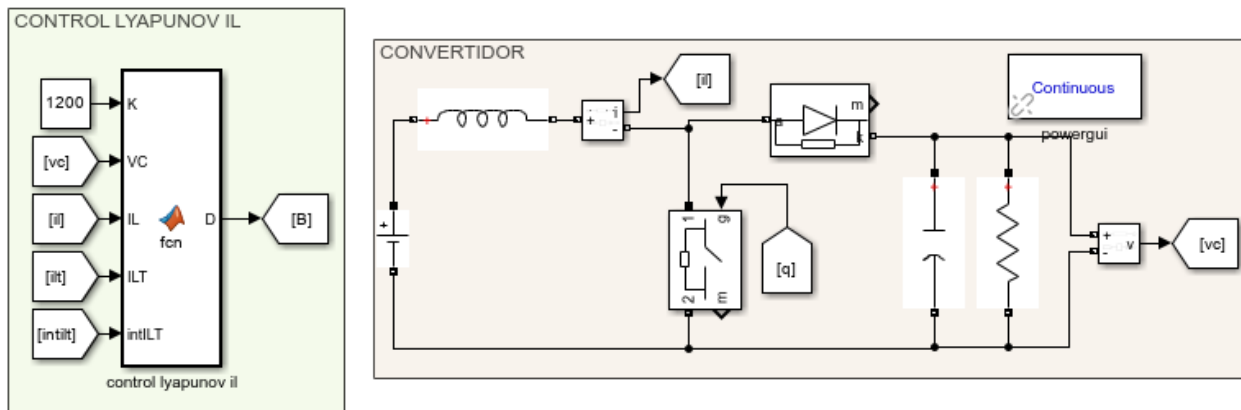 CONTROL LYAPUNOV IL
1200
[vc]
[il]
[ilt]
[intilt]
K
VC
IL
ILT
intILT
fcn
D
[B]
control lyapunov il
CONVERTIDOR
+
+
i
-
[il]
a
m
k
Continuous
powergui
1
g
2
m
[q]
+
-
v
[vc]